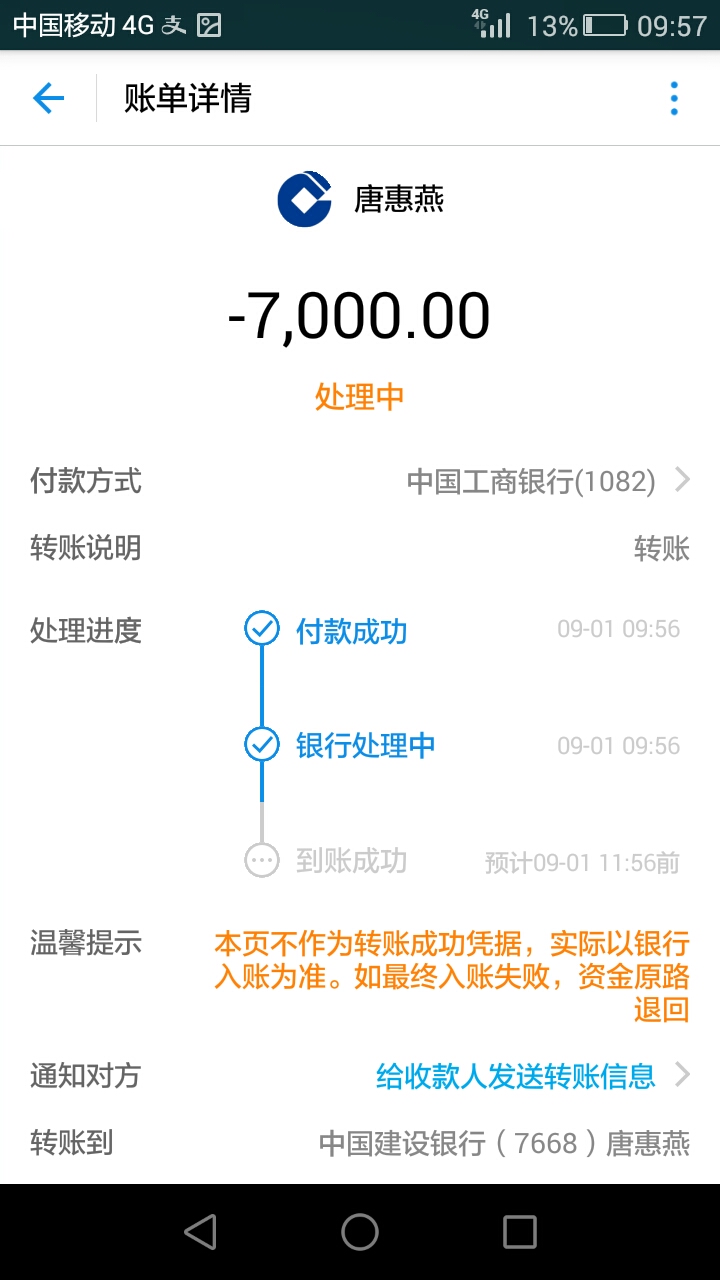 中国移动 4G 支 4G 13% 09:57
账单详情
唐惠燕
-7,000.00
处理中
付款方式 中国工商银行(1082)
转账说明 转账
处理进度 付款成功 09-01 09:56
银行处理中 09-01 09:56
到账成功 预计09-01 11:56前
温馨提示 本页不作为转账成功凭据，实际以银行
入账为准。如最终入账失败，资金原路
退回
通知对方 给收款人发送转账信息
转账到 中国建设银行（7668）唐惠燕